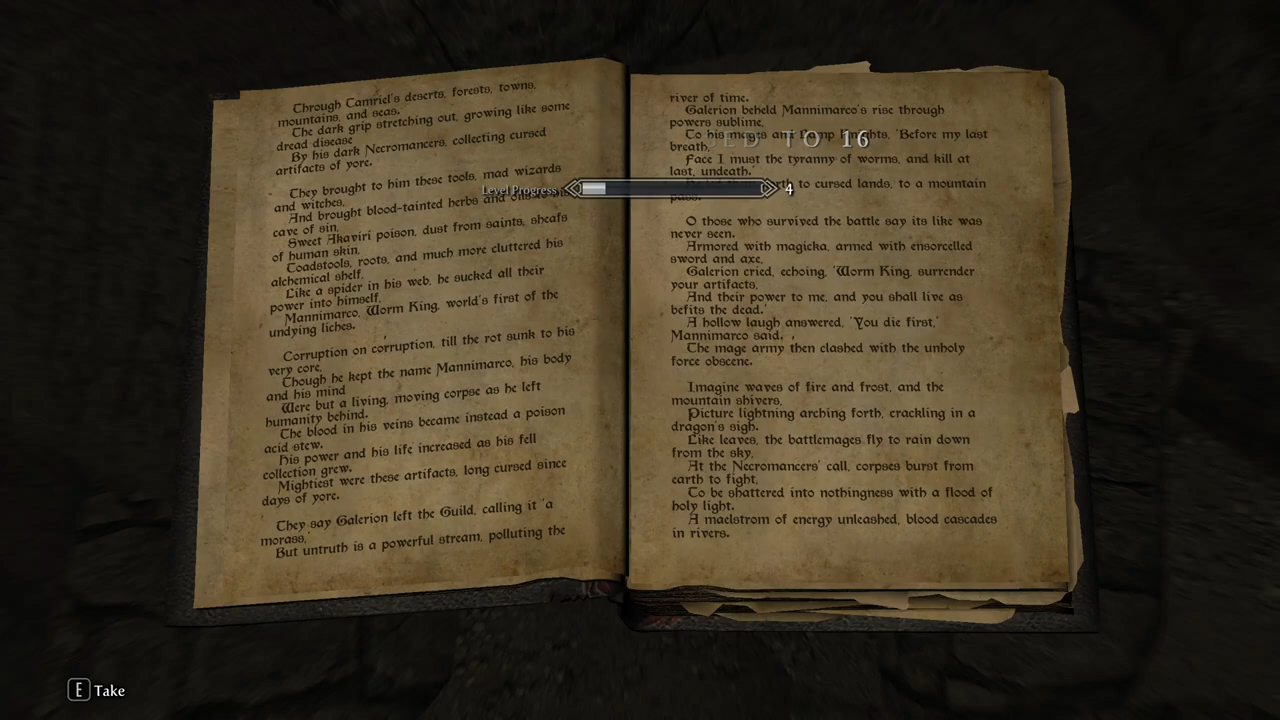 Through Tamriel's deserts, forests, towns,
mountains, and seas.
The dark grip stretching out, growing like some
dread disease
By his dark Necromancers, collecting cursed
artifacts of yore.
They brought to him these tools, mad wizards
and witches,
And brought blood-tainted herbs and oils to his
cave of sin,
Sweet Akaviri poison, dust from saints, sheafs
of human skin,
Toadstools, roots, and much more cluttered his
alchemical shelf.
Like a spider in his web, he sucked all their
power into himself,
Mannimarco, Worm King, world's first of the
undying liches.
Corruption on corruption, till the rot sunk to his
very core,
Though he kept the name Mannimarco, his body
and his mind
Were but a living, moving corpse as he left
humanity behind.
The blood in his veins became instead a poison
acid stew.
His power and his life increased as his fell
collection grew.
Mightiest were these artifacts, long cursed since
days of yore.
They say Galerion left the Guild, calling it 'a
morass,'
But untruth is a powerful stream, polluting the
river of time.
Galerion beheld Mannimarco's rise through
powers sublime,
To his mages and Lamp Knights, 'Before my last
breath,
Face I must the tyranny of worms, and kill at
last, undeath.'
to cursed lands, to a mountain
pass.
O those who survived the battle say its like was
never seen.
Armored with magicka, armed with ensorcelled
sword and axe,
Galerion cried, echoing, 'Worm King, surrender
your artifacts,
And their power to me, and you shall live as
befits the dead.'
A hollow laugh answered, 'You die first,'
Mannimarco said.
The mage army then clashed with the unholy
force obscene.
Imagine waves of fire and frost, and the
mountain shivers,
Picture lightning arching forth, crackling in a
dragon's sigh.
Like leaves, the battlemages fly to rain down
from the sky,
At the Necromancers' call, corpses burst from
earth to fight,
To be shattered into nothingness with a flood of
holy light.
A maelstrom of energy unleashed, blood cascades
in rivers.
TO 16
Level Progress 4
E Take